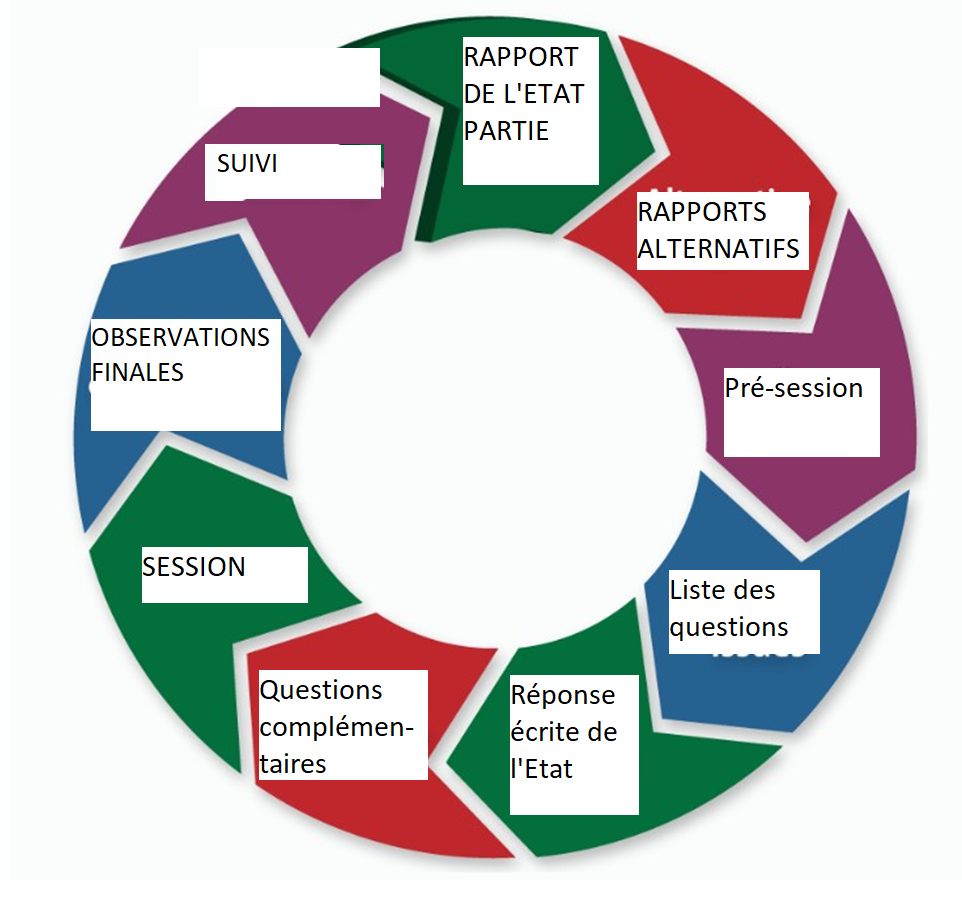 RAPPORT
DE L'ETAT
PARTIE
RAPPORTS
ALTERNATIFS
Pré-session
Liste des
questions
Réponse
écrite de
l'Etat
Questions
complémen-
taires
SESSION
OBSERVATIONS
FINALES
SUIVI